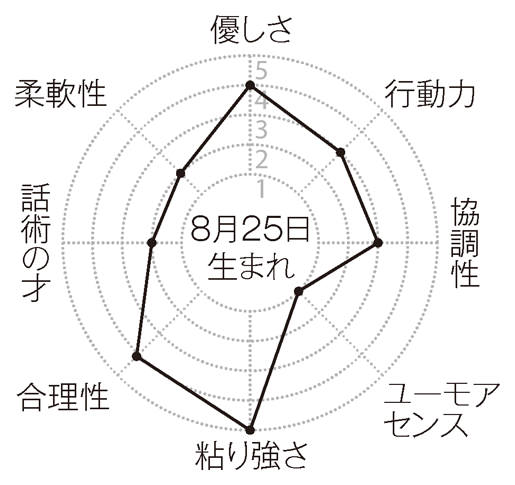 優しさ
行動力
協調性
ユーモア
センス
粘り強さ
合理性
話術の才
柔軟性
5
4
3
2
1
8月25日
生まれ